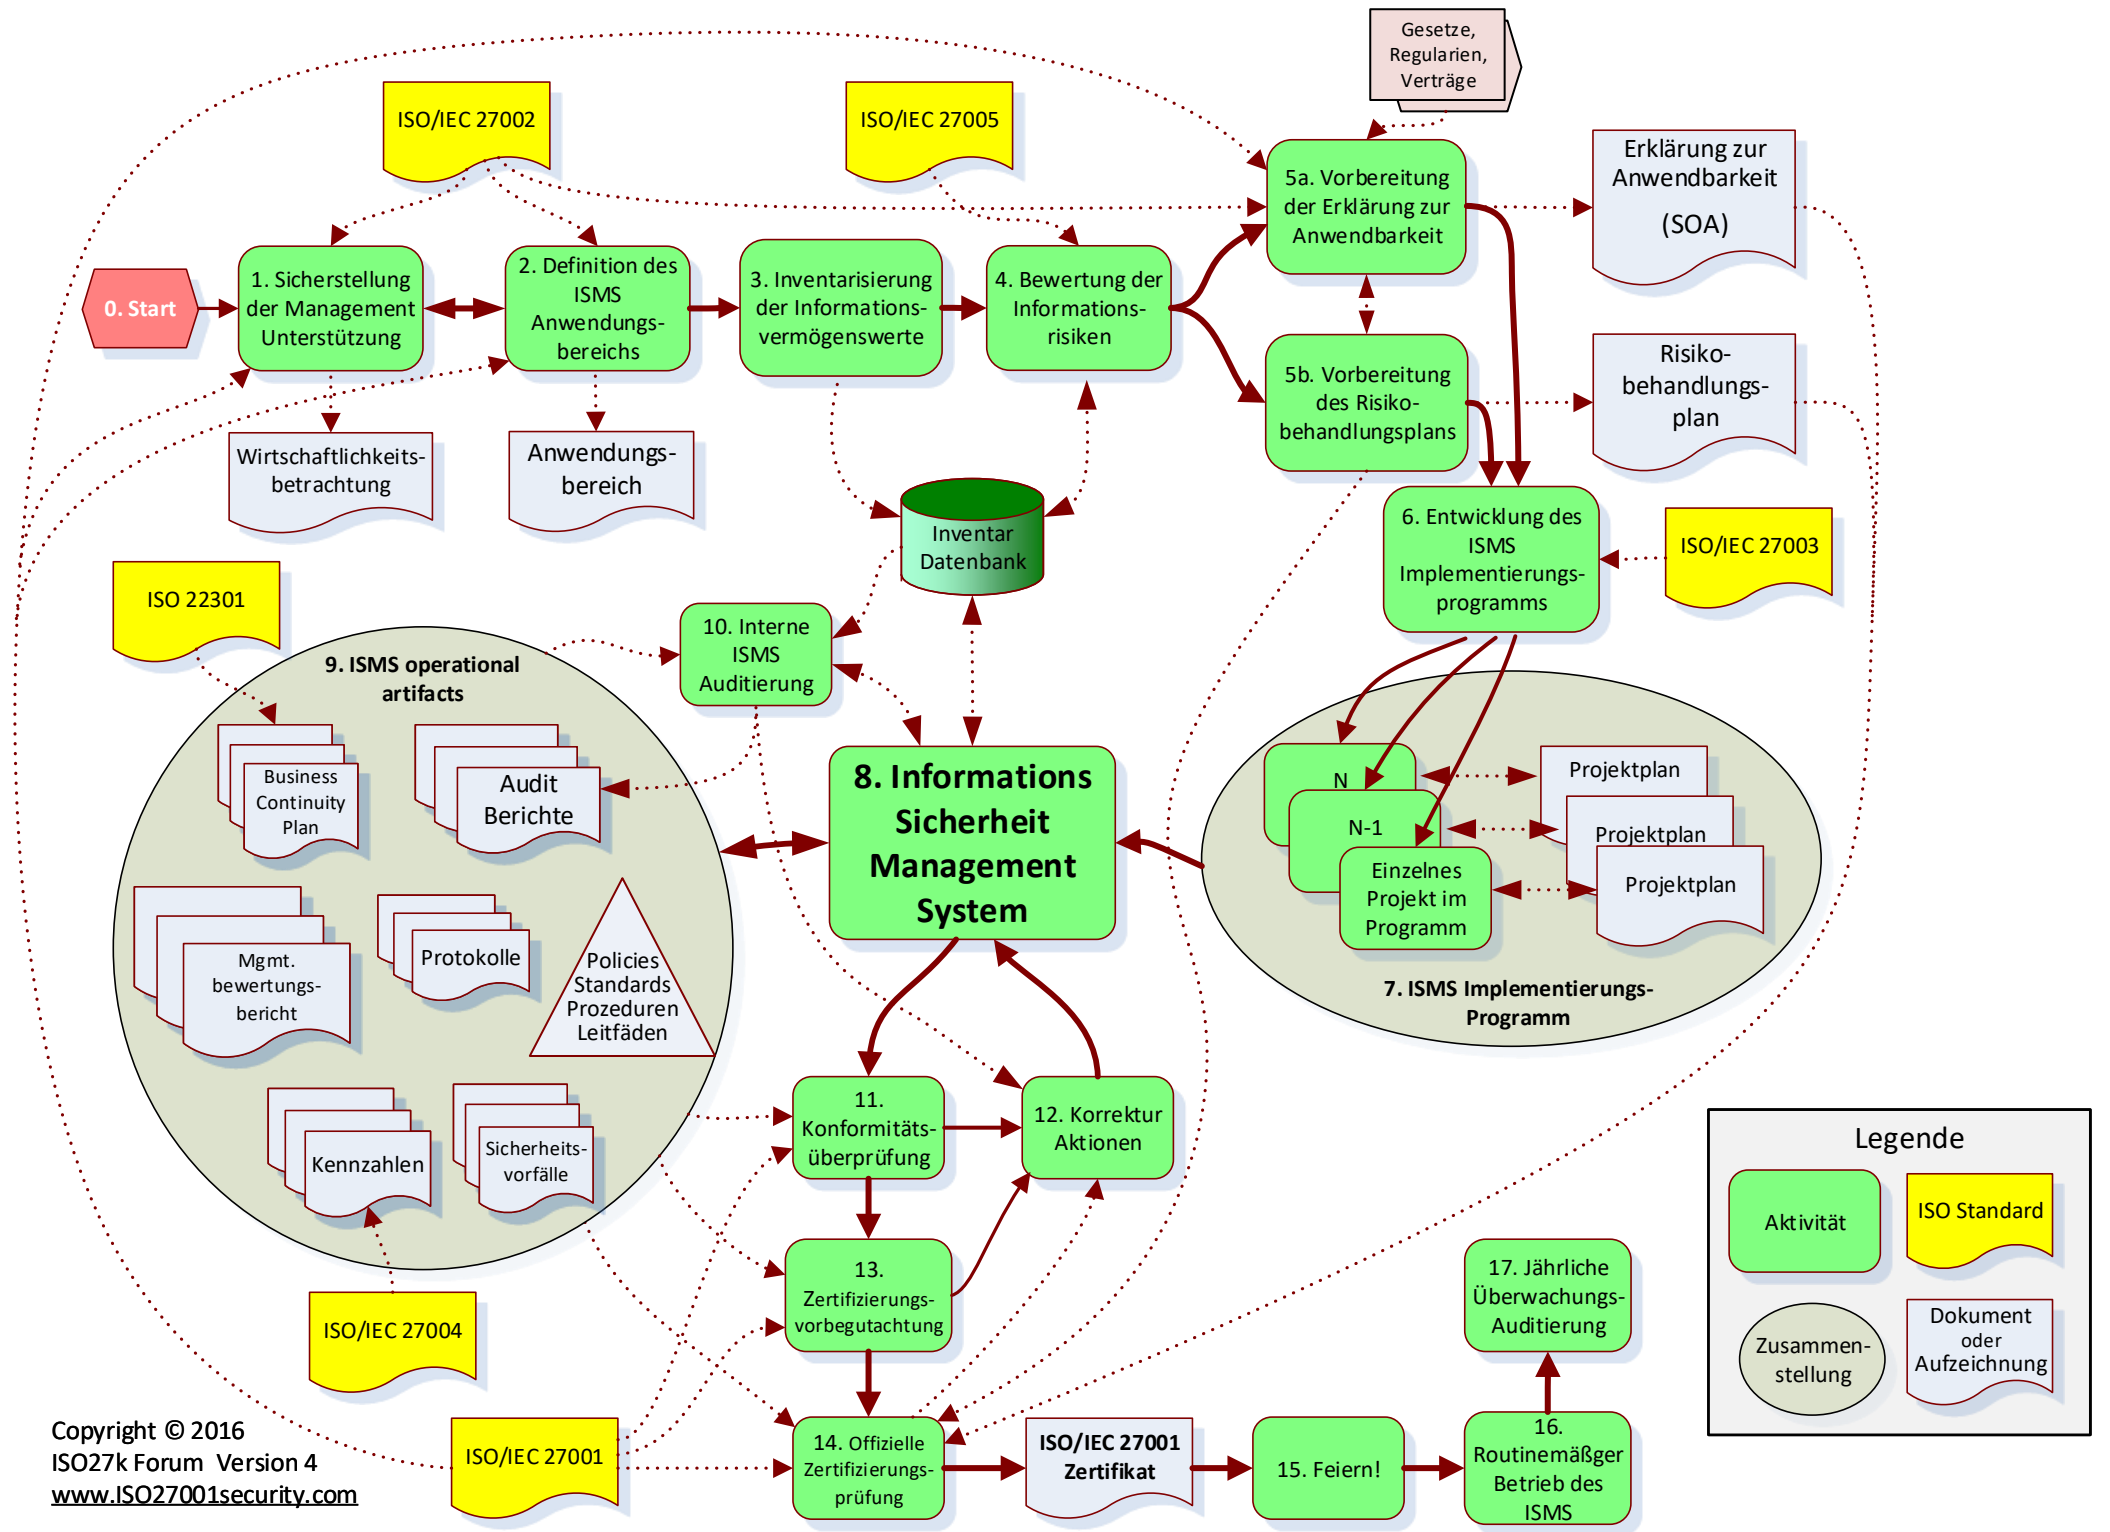 Gesetze,
Regularien,
Verträge
ISO/IEC 27002
ISO/IEC 27005
5a. Vorbereitung
der Erklärung zur
Anwendbarkeit
Erklärung zur
Anwendbarkeit
(SOA)
0. Start
1. Sicherstellung
der Management
Unterstützung
2. Definition des
ISMS
Anwendungs-
bereichs
3. Inventarisierung
der Informations-
vermögenswerte
4. Bewertung der
Informations-
risiken
5b. Vorbereitung
des Risiko-
behandlungsplans
Risiko-
behandlungs-
plan
Wirtschaftlichkeits-
betrachtung
Anwendungs-
bereich
Inventar
Datenbank
6. Entwicklung des
ISMS
Implementierungs-
programms
ISO/IEC 27003
ISO 22301
10. Interne
ISMS
Auditierung
9. ISMS operational
artifacts
Business
Continuity
Plan
Audit
Berichte
Mgmt.
bewertungs-
bericht
Protokolle
Policies
Standards
Prozeduren
Leitfäden
Kennzahlen
Sicherheits-
vorfälle
8. Informations
Sicherheit
Management
System
N
N-1
Einzelnes
Projekt im
Programm
Projektplan
Projektplan
Projektplan
7. ISMS Implementierungs-
Programm
11.
Konformitäts-
überprüfung
12. Korrektur
Aktionen
13.
Zertifizierungs-
vorbegutachtung
ISO/IEC 27004
ISO/IEC 27001
14. Offizielle
Zertifizierungs-
prüfung
ISO/IEC 27001
Zertifikat
15. Feiern!
16.
Routinemäßger
Betrieb des
ISMS
17. Jährliche
Überwachungs-
Auditierung
Legende
Aktivität
ISO Standard
Zusammen-
stellung
Dokument
oder
Aufzeichnung
Copyright © 2016
ISO27k Forum Version 4
www.ISO27001security.com